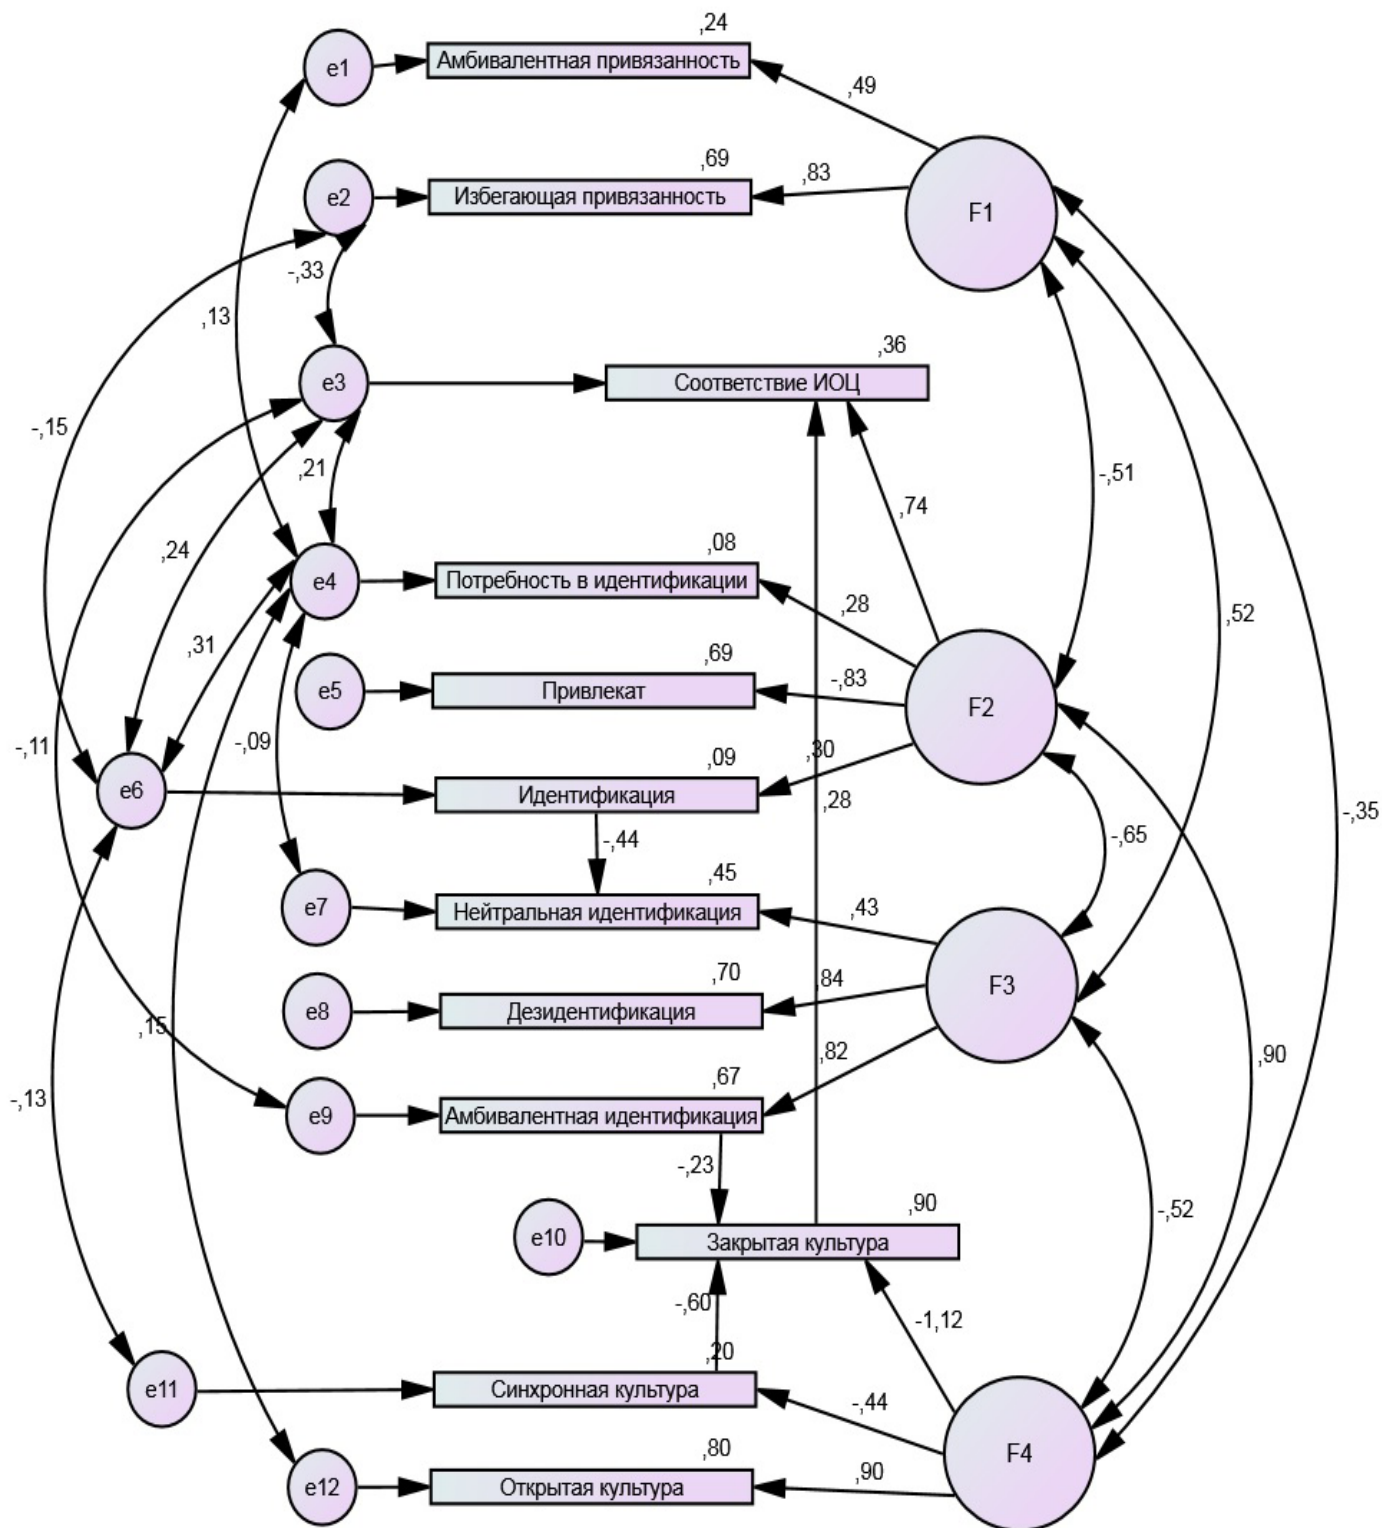 ,24
e1
Амбивалентная привязанность
,49
,69
e2
Избегающая привязанность
,83
F1
-,33
,13
,36
e3
Соответствие ИОЦ
-,15
,21
-,51
,74
,24
,08
e4
Потребность в идентификации
,28
,52
,31
,69
e5
Привлекат
-,83
F2
-,09
-,11
,09
,30
e6
Идентификация
,28
-,35
-,44
-,65
,45
e7
Нейтральная идентификация
,43
,70
,84
F3
e8
Дезидентификация
,15
,82
,90
,67
-,13
e9
Амбивалентная идентификация
-,23
,90
-,52
e10
Закрытая культура
-,60
-1,12
,20
e11
Синхронная культура
-,44
,80
F4
,90
e12
Открытая культура